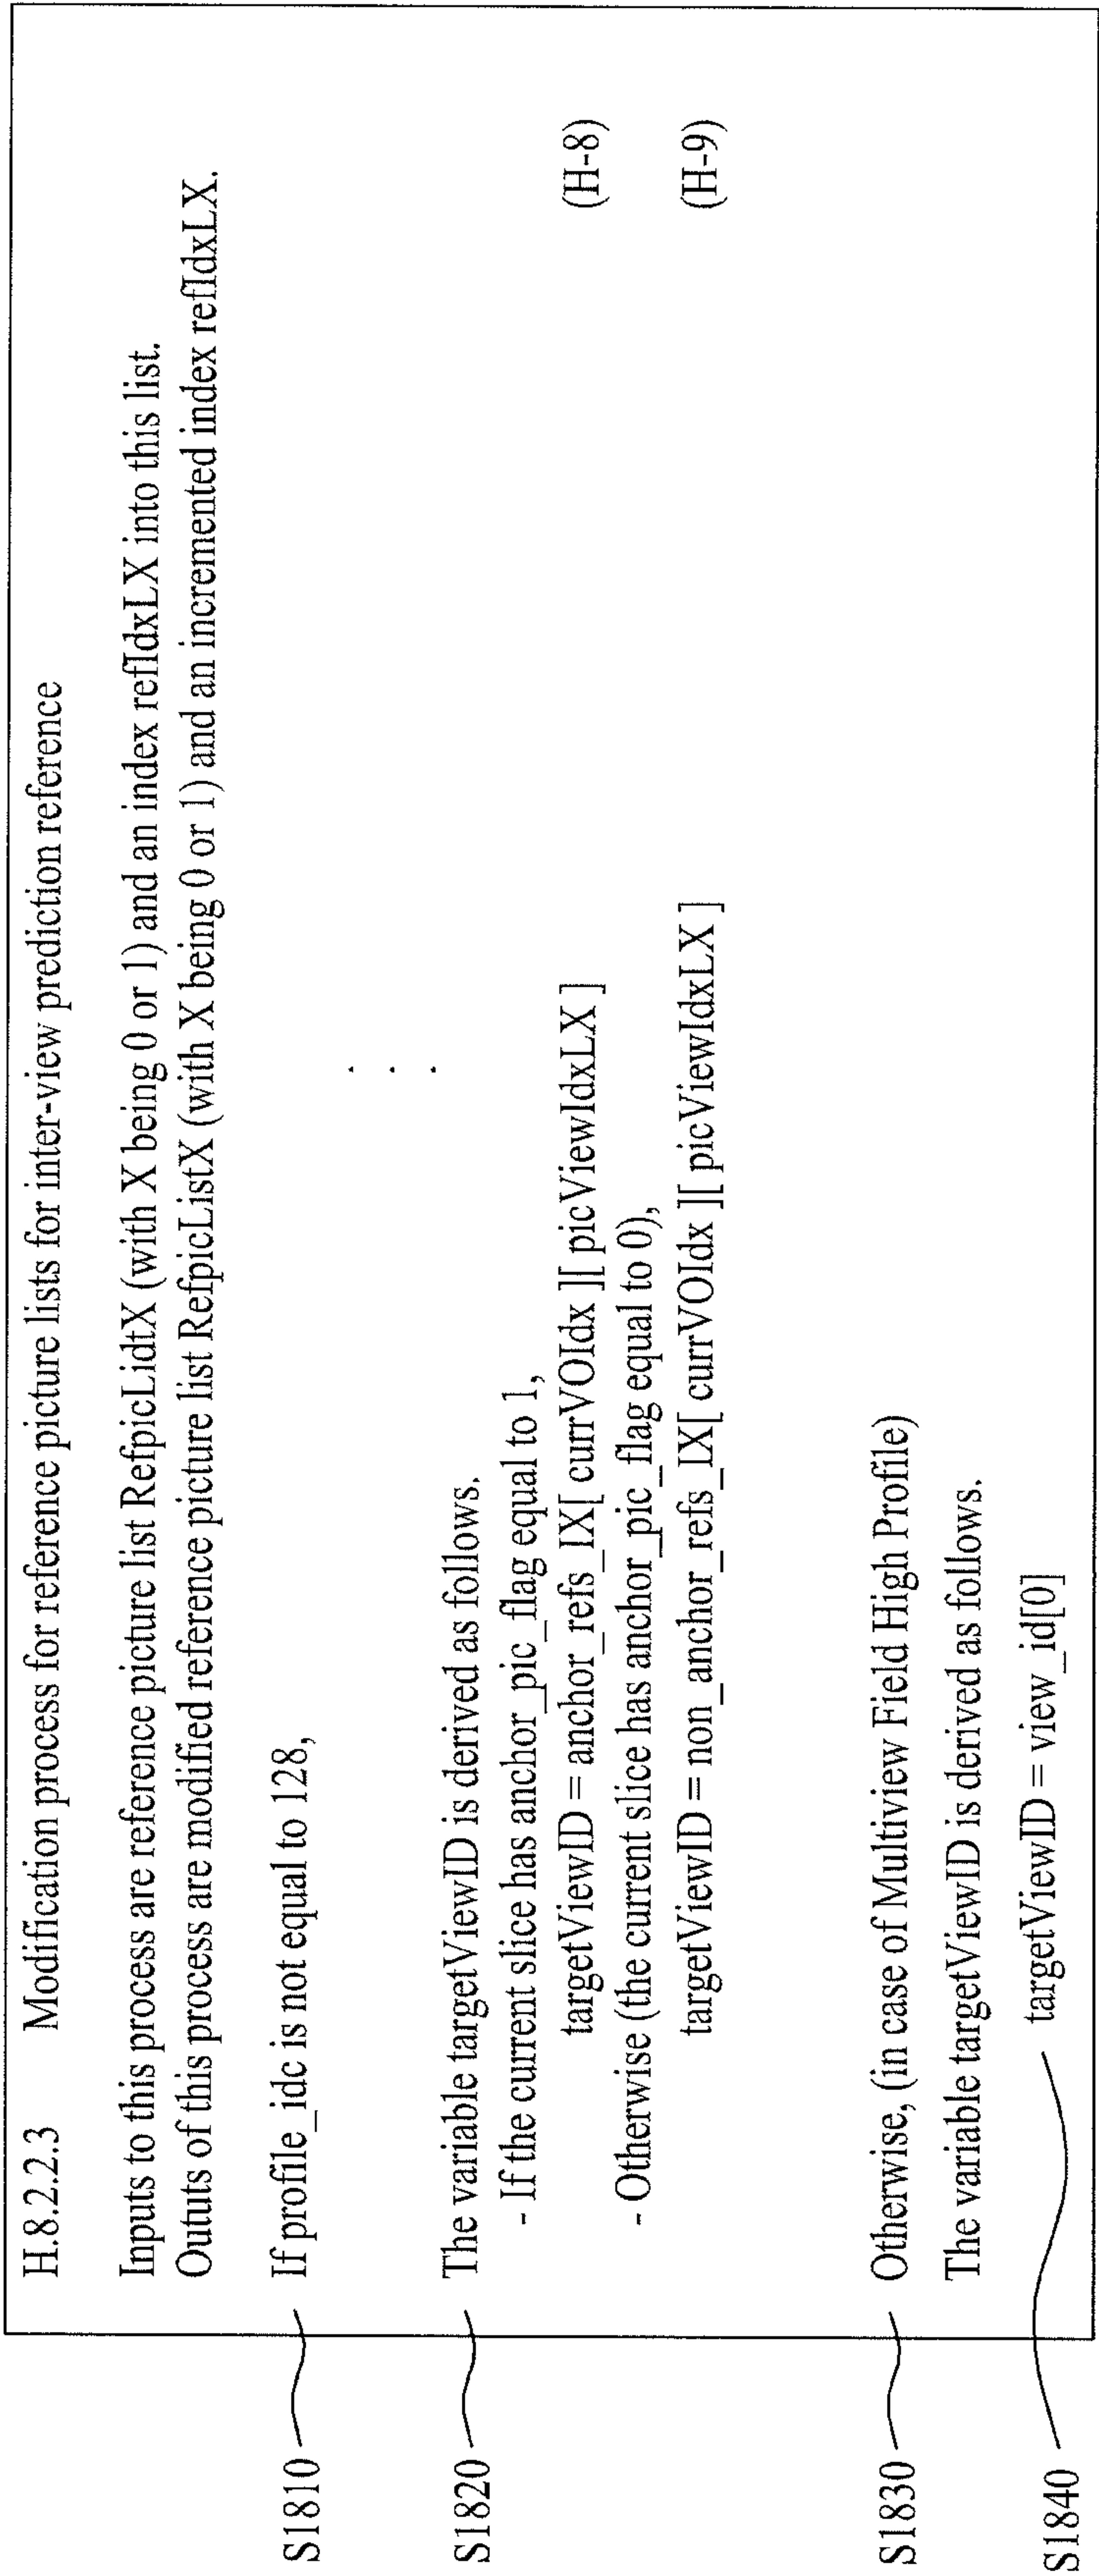 H.8.2.2.3 Modification process for reference picture lists for inter-view prediction reference
Inputs to this process are reference picture list RefpicLidtX (with X being 0 or 1) and an index refIdxLX into this list.
Oututs of this process are modified reference picture list RefpicListX (with X being 0 or 1) and an incremented index refIdxLX.
S1810 If profile_idc is not equal to 128,
. . .
S1820 The variable targetViewID is derived as follows.
- If the current slice has anchor_pic_flag equal to 1,
targetViewID = anchor_refs_lX[ currVOIdx ][ picViewIdxLX ] (H-8)
- Otherwise (the current slice has anchor_pic_flag equal to 0),
targetViewID = non_anchor_refs_lX[ currVOIdx ][ picViewIdxLX ] (H-9)
S1830 Otherwise, (in case of Multiview Field High Profile)
The variable targetViewID is derived as follows.
S1840 targetViewID = view_id[0]